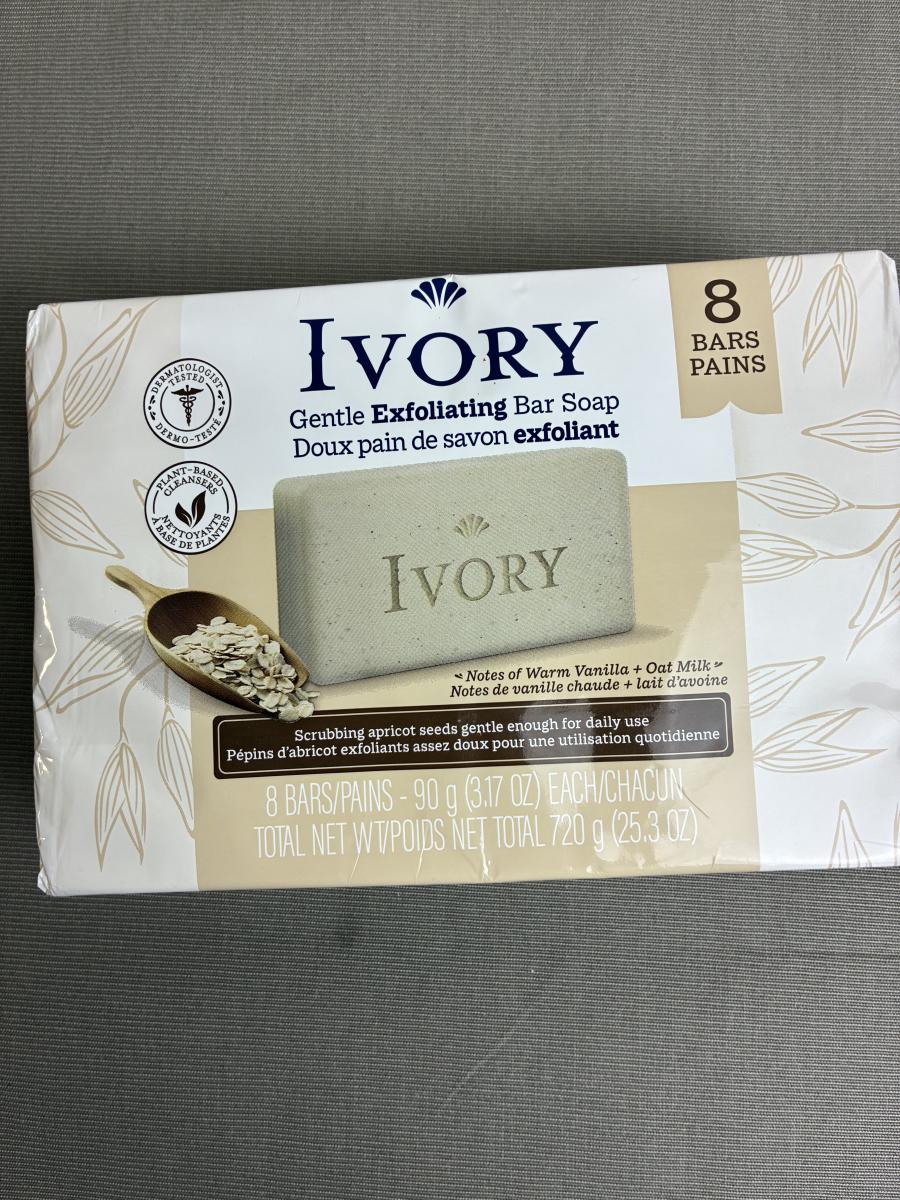 IVORY
Gentle Exfoliating Bar Soap
Doux pain de savon exfoliant
8
BARS
PAINS
DERMATOLOGIST
TESTED
DERMO-TESTÉ
PLANT-BASED
CLEANSERS
NETTOYANTS
À BASE DE PLANTES
IVORY
Notes of Warm Vanilla + Oat Milk
Notes de vanille chaude + lait d'avoine
Scrubbing apricot seeds gentle enough for daily use
Pépins d'abricot exfoliants assez doux pour une utilisation quotidienne
8 BARS/PAINS - 90 g (3.17 OZ) EACH/CHACUN
TOTAL NET WT/POIDS NET TOTAL 720 g (25.3 OZ)